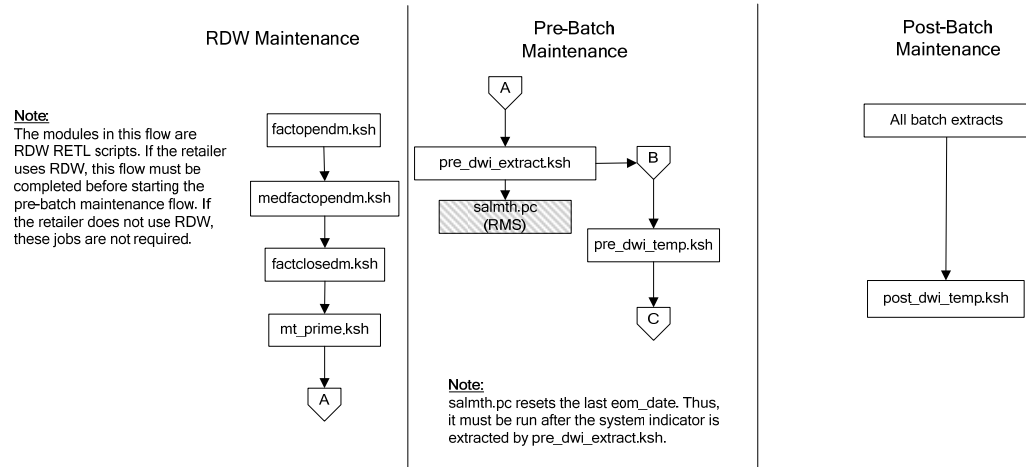 RDW Maintenance
Note:
The modules in this flow are
RDW RETL scripts. If the retailer
uses RDW, this flow must be
completed before starting the
pre-batch maintenance flow. If
the retailer does not use RDW,
these jobs are not required.
factopendm.ksh
medfactopendm.ksh
factclosedm.ksh
mt_prime.ksh
A
Pre-Batch
Maintenance
A
pre_dwi_extract.ksh
B
salmth.pc
(RMS)
pre_dwi_temp.ksh
C
Note:
salmth.pc resets the last eom_date. Thus,
it must be run after the system indicator is
extracted by pre_dwi_extract.ksh.
Post-Batch
Maintenance
All batch extracts
post_dwi_temp.ksh